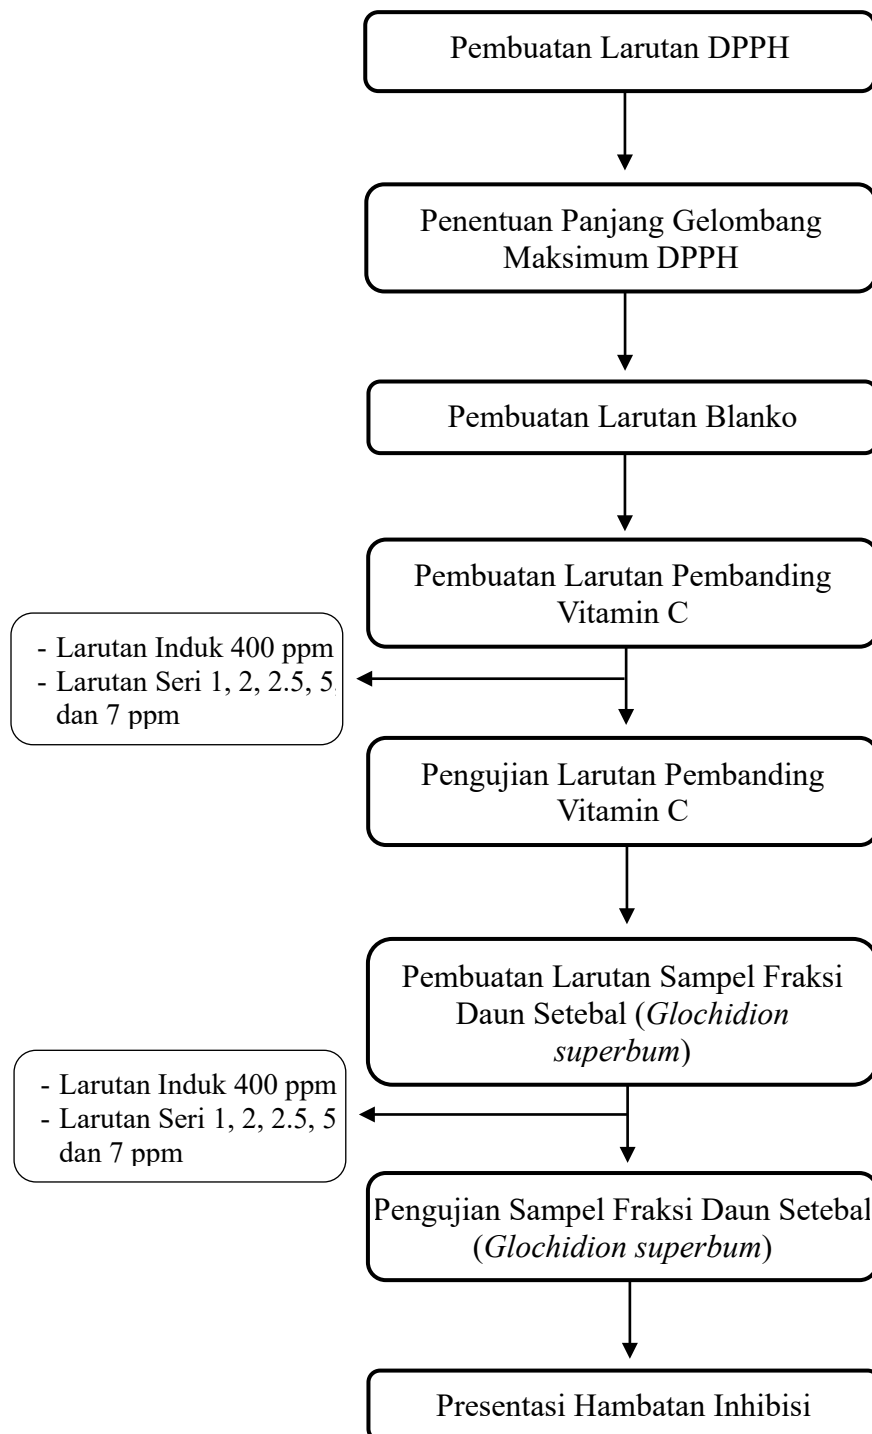 Pembuatan Larutan DPPH
Penentuan Panjang Gelombang
Maksimum DPPH
Pembuatan Larutan Blanko
Pembuatan Larutan Pembanding
Vitamin C
- Larutan Induk 400 ppm
- Larutan Seri 1, 2, 2.5, 5,
dan 7 ppm
Pengujian Larutan Pembanding
Vitamin C
Pembuatan Larutan Sampel Fraksi
Daun Setebal (Glochidion
superbum)
- Larutan Induk 400 ppm
- Larutan Seri 1, 2, 2.5, 5
dan 7 ppm
Pengujian Sampel Fraksi Daun Setebal
(Glochidion superbum)
Presentasi Hambatan Inhibisi